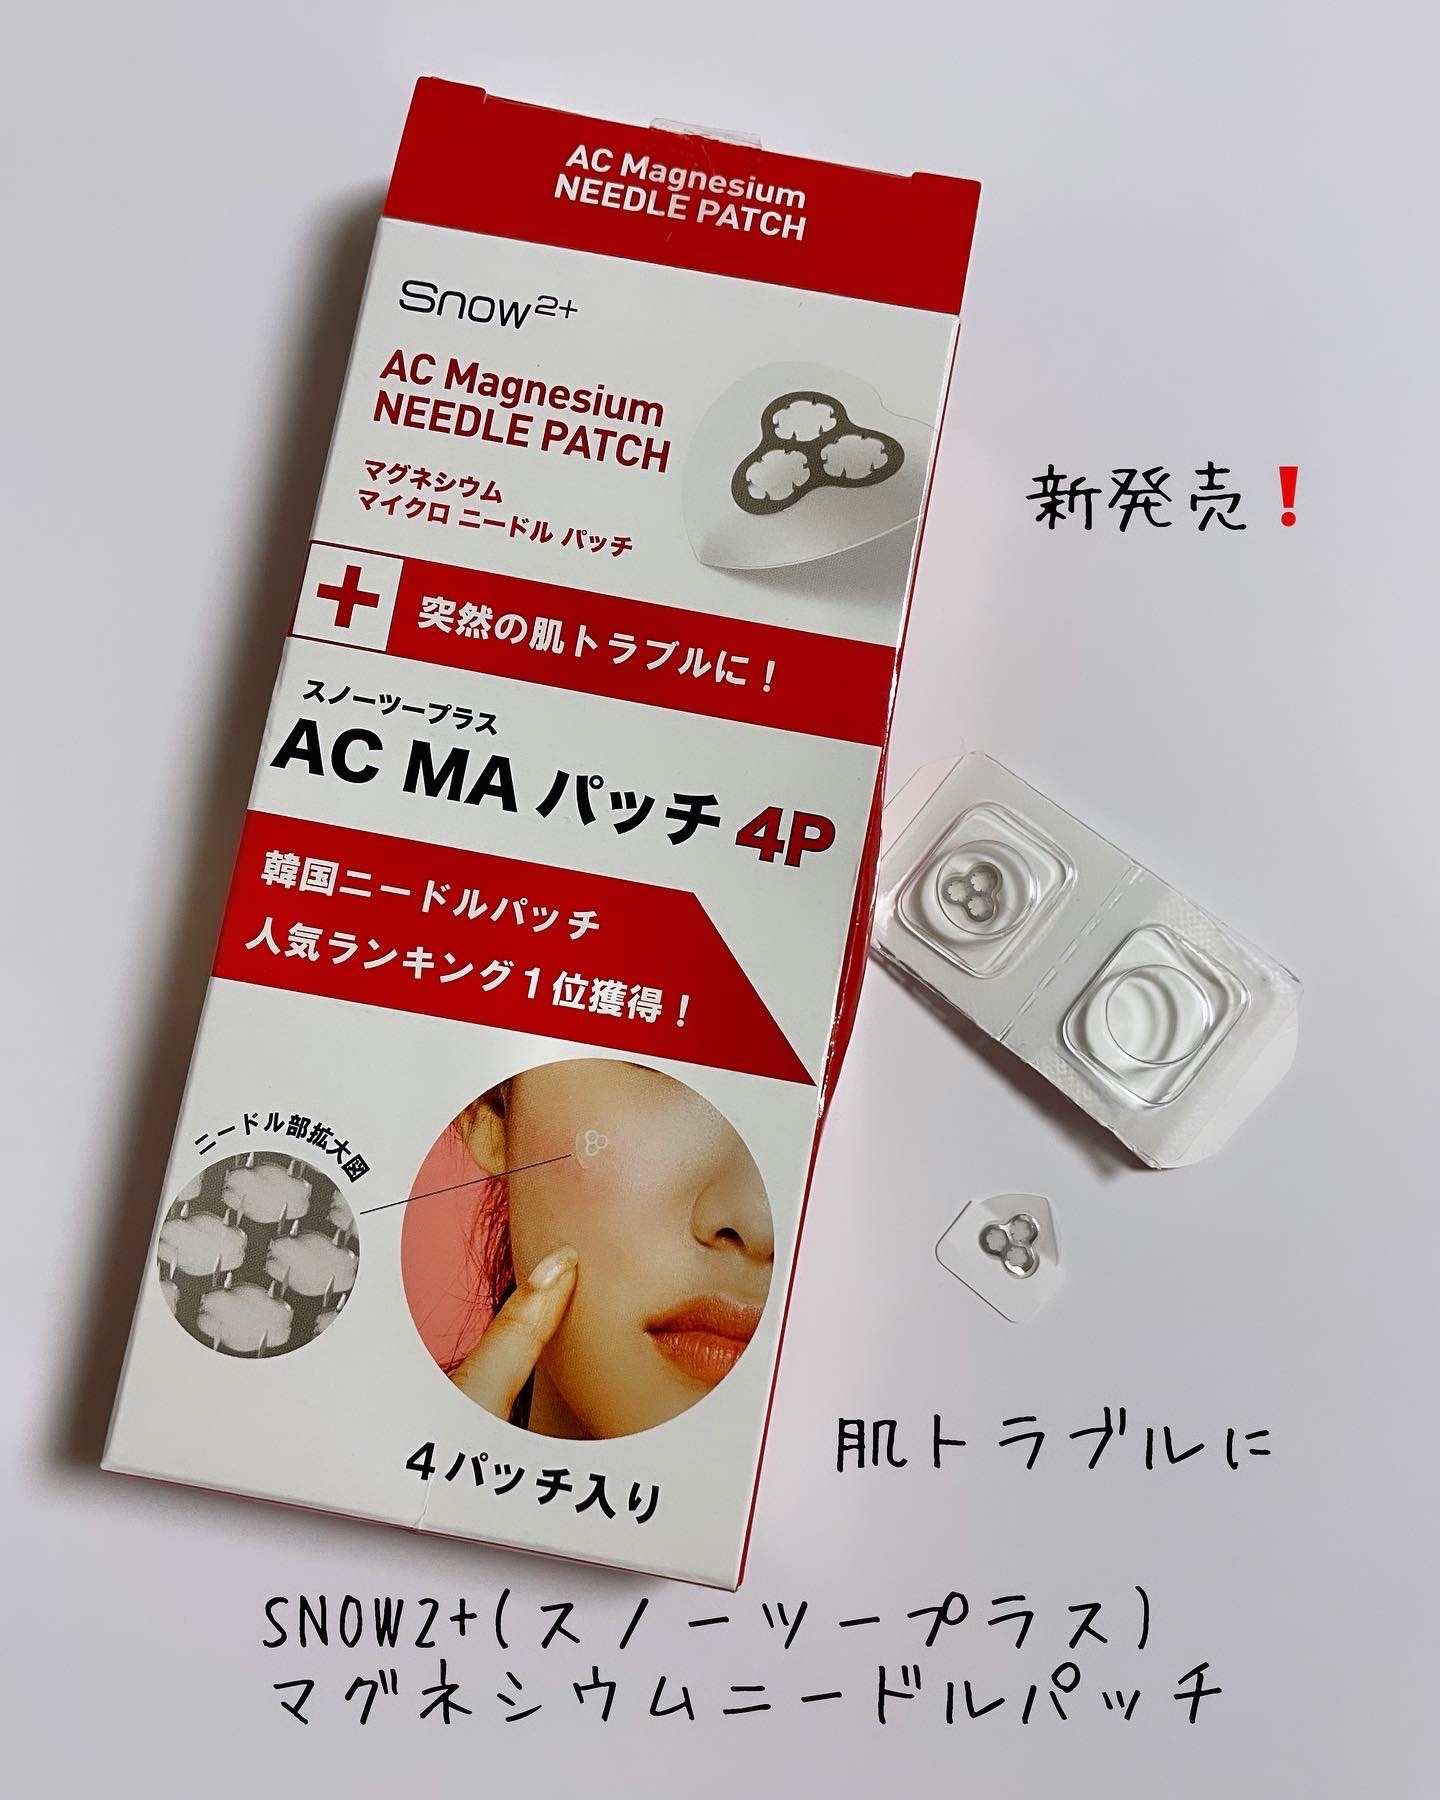 AC Magnesium
NEEDLE PATCH
Snow2+
AC Magnesium
NEEDLE PATCH
マグネシウム
マイクロ ニードル パッチ
新発売❗
突然の肌トラブルに！
スノーツープラス
AC MA パッチ 4P
韓国ニードルパッチ
人気ランキング1位獲得！
ニードル部拡大図
4パッチ入り
肌トラブルに
SNOW2+(スノーツープラス)
マグネシウムニードルパッチ